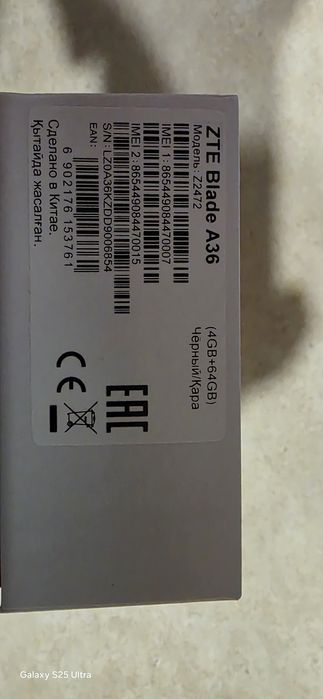 ZTE Blade A36
(4GB+64GB)
Модель: Z2472
Чёрный/Қара
IMEI 1: 865449084470007
IMEI 2: 865449084470015
S/N: LZ0A36KZDD9006854
EAN:
6 902176 153761
Сделано в Китае.
Қытайда жасалған.
EAC
CE
Galaxy S25 Ultra